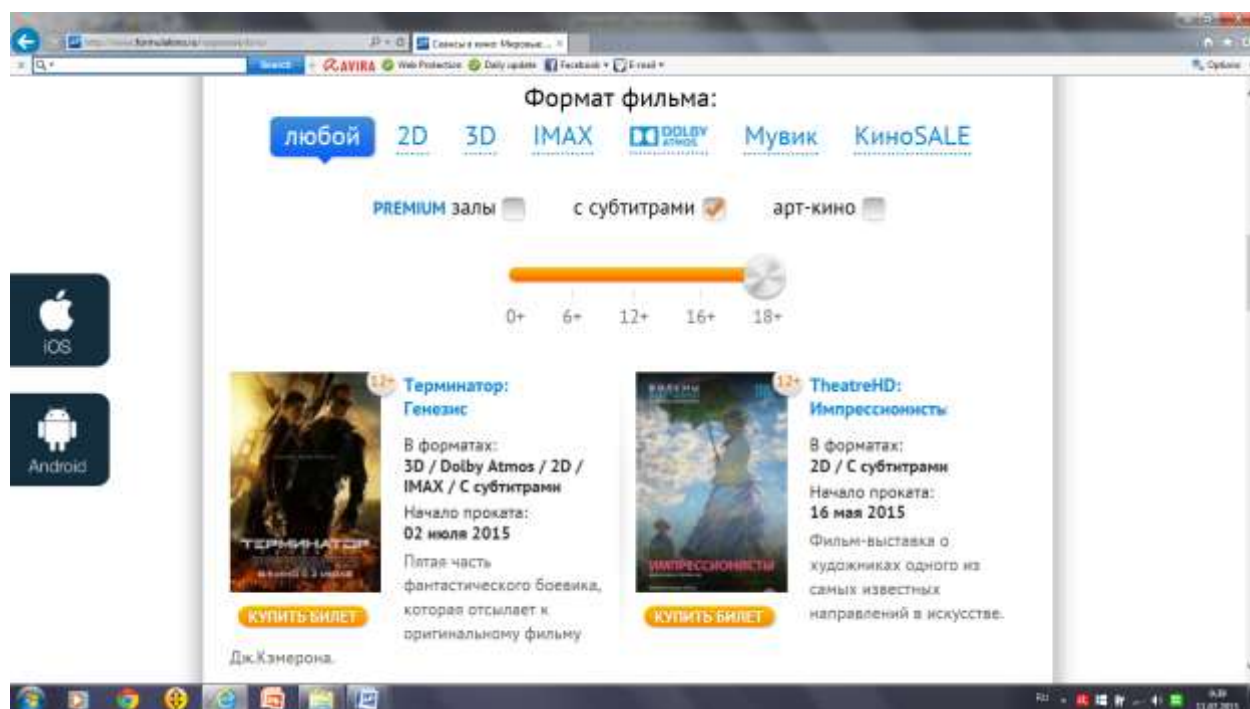 Сеансы в кино: Мировые...
Search AVIRA Web Protection Daily update Facebook E-mail Options
Формат фильма:
любой 2D 3D IMAX DOLBY ATMOS Мувик КиноSALE
PREMIUM залы с субтитрами арт-кино
0+ 6+ 12+ 16+ 18+
iOS
Android
12+
Терминатор:
Генезис
В форматах:
3D / Dolby Atmos / 2D /
IMAX / С субтитрами
Начало проката:
02 июля 2015
Пятая часть
фантастического боевика,
которая отсылает к
оригинальному фильму
Дж.Кэмерона.
ТЕРМИНАТОР
КУПИТЬ БИЛЕТ
12+
TheatreHD:
Импрессионисты
В форматах:
2D / С субтитрами
Начало проката:
16 мая 2015
Фильм-выставка о
художниках одного из
самых известных
направлений в искусстве.
ИМПРЕССИОНИСТЫ
КУПИТЬ БИЛЕТ
RU